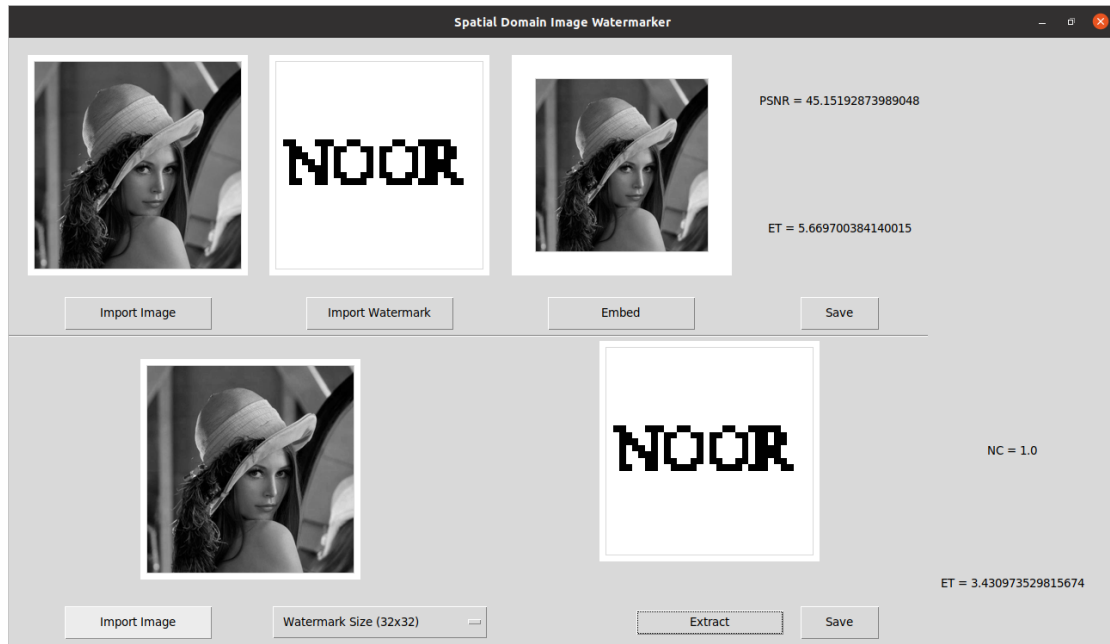 Spatial Domain Image Watermarker
NOOR
PSNR = 45.15192873989048
ET = 5.669700384140015
Import Image
Import Watermark
Embed
Save
NOOR
NC = 1.0
ET = 3.430973529815674
Import Image
Watermark Size (32x32)
Extract
Save